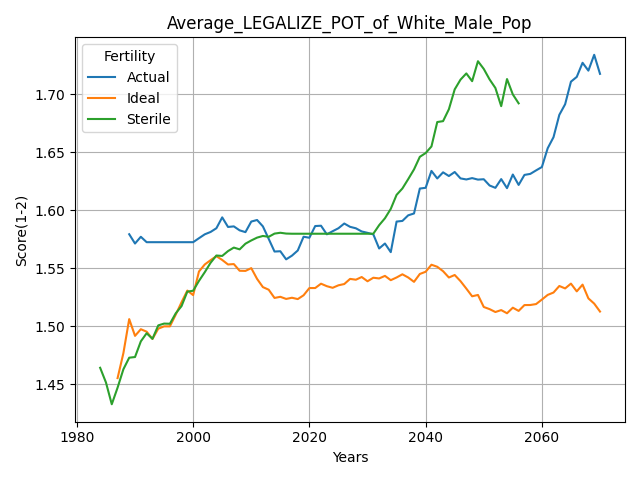 Average_LEGALIZE_POT_of_White_Male_Pop
Fertility
Actual
Ideal
Sterile
Score(1-2)
1.70
1.65
1.60
1.55
1.50
1.45
1980
2000
2020
2040
2060
Years